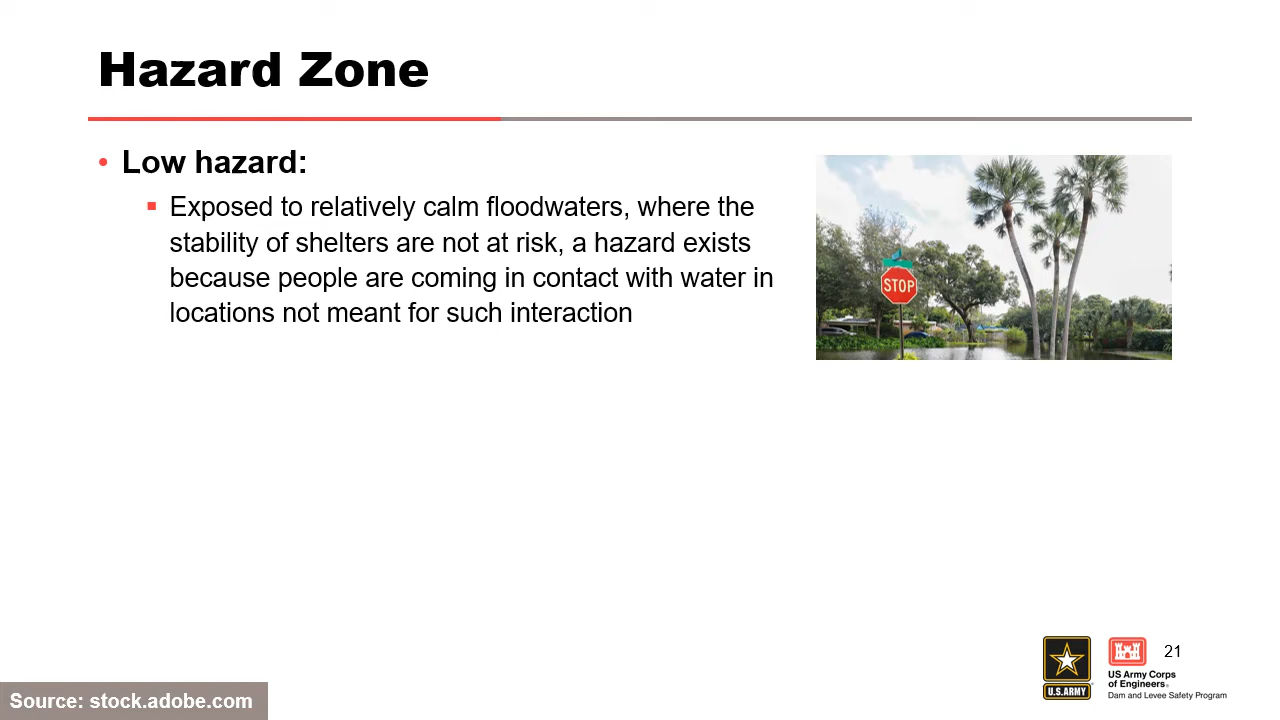 Hazard Zone
• Low hazard:
▪ Exposed to relatively calm floodwaters, where the
stability of shelters are not at risk, a hazard exists
because people are coming in contact with water in
locations not meant for such interaction
STOP
21
U.S.ARMY
US Army Corps
of Engineers®
Dam and Levee Safety Program
Source: stock.adobe.com